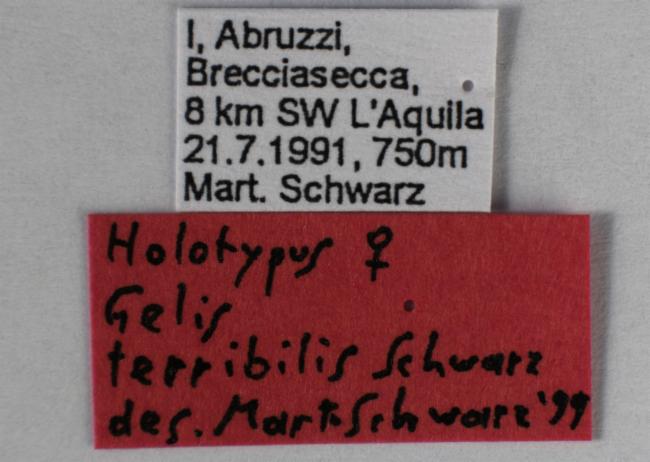 I, Abruzzi,
Brecciasecca,
8 km SW L'Aquila
21.7.1991, 750m
Mart. Schwarz
Holotypus ♀
Gelis
terribilis Schwarz
des. Mart. Schwarz '99